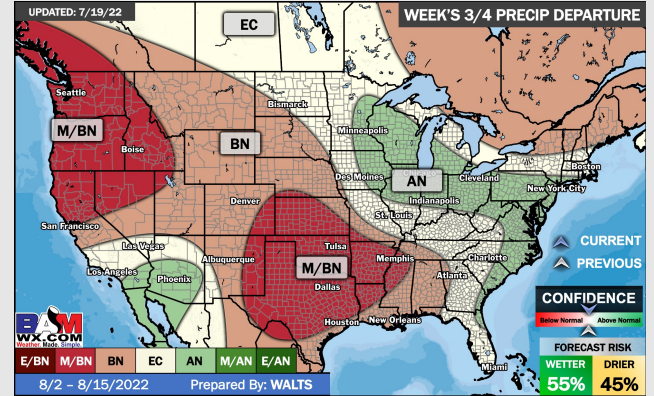 UPDATED: 7/19/22
WEEK'S 3/4 PRECIP DEPARTURE
EC
Seattle
Bismarck
M/BN
Minneapolis
BN
Boise
Boston
Des Moines
AN
Cleveland
New York City
Indianapolis
Denver
St. Louis
San Francisco
Las Vegas
Tulsa
CURRENT
Albuquerque
M/BN
Memphis
Charlotte
PREVIOUS
Los Angeles
Phoenix
Dallas
Atlanta
CONFIDENCE
BAM
WX.COM
Weather. Made. Simple.
Houston
New Orleans
Below Normal
Above Normal
FORECAST RISK
E/BN M/BN BN EC AN M/AN E/AN
Miami
WETTER DRIER
8/2 – 8/15/2022 Prepared By: WALTS
55% 45%